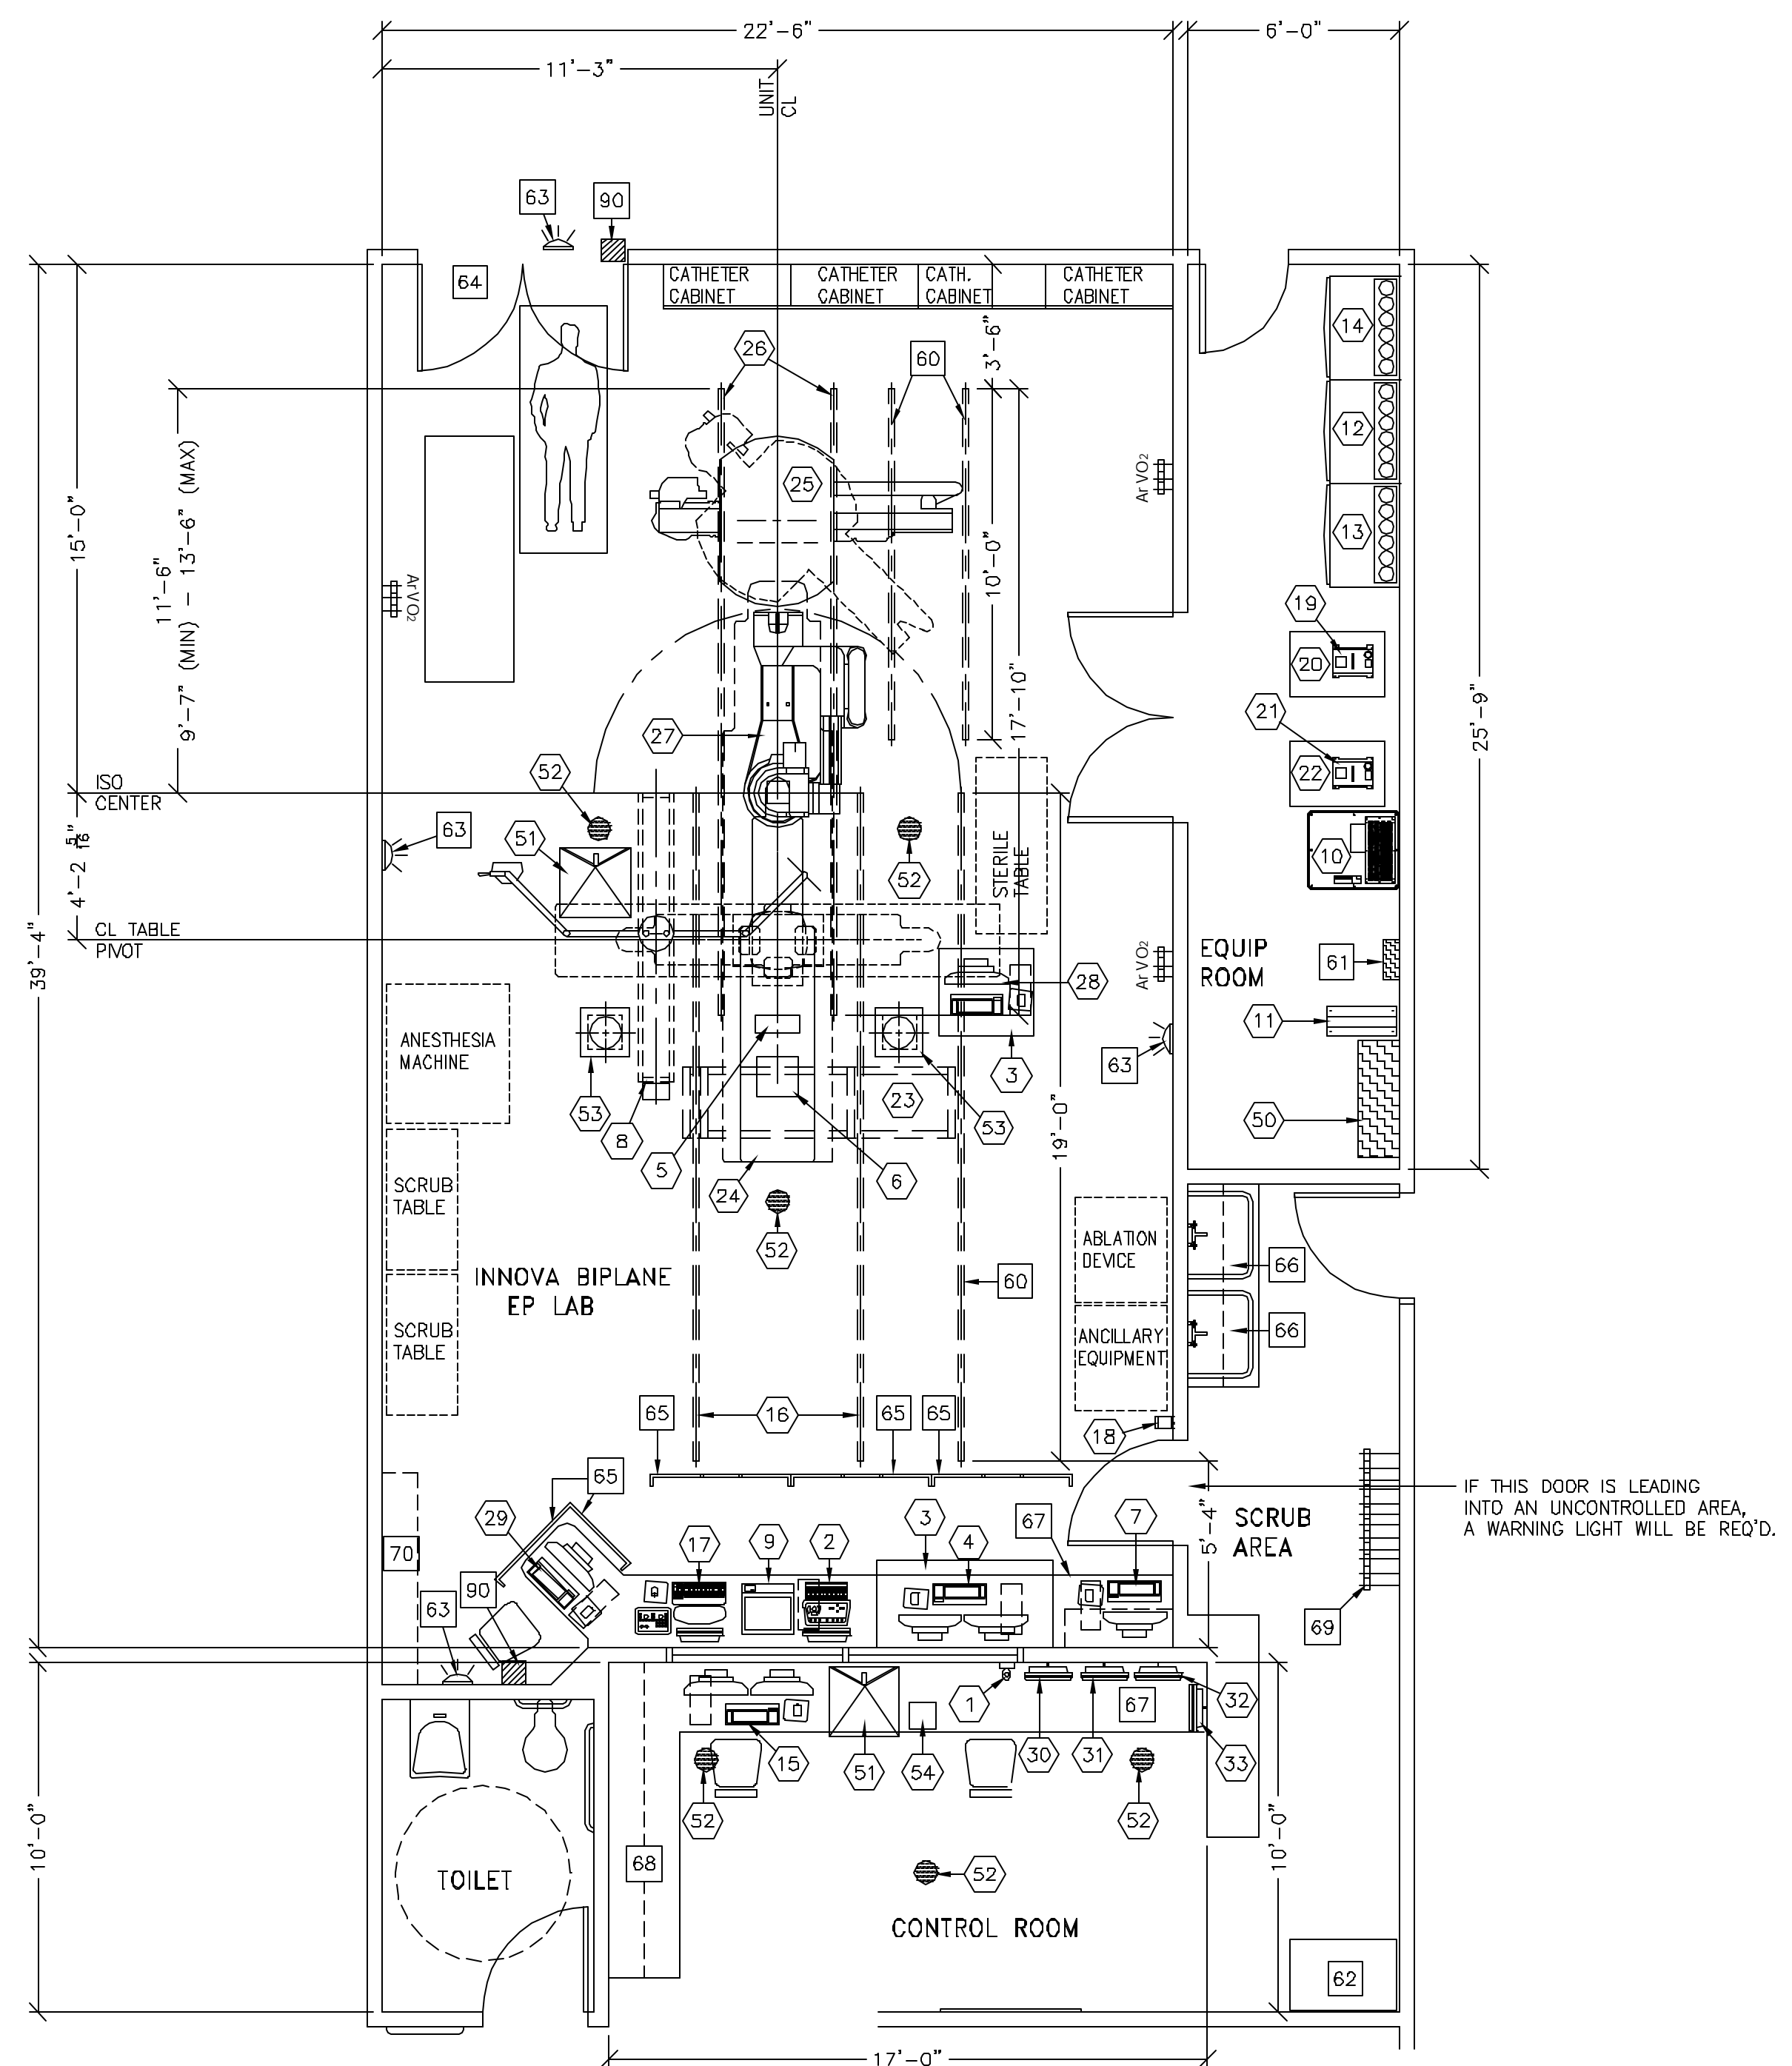 22'-6"
6'-0"
11'-3"
UNIT
CL
63
90
64
CATHETER
CABINET
CATHETER
CABINET
CATH.
CABINET
CATHETER
CABINET
14
26
60
3'-6"
12
25
ArVO2
13
15'-0"
11'-6"
9'-7" (MIN) - 13'-6" (MAX)
10'-0"
ArVO2
19
20
17'-10"
21
22
25'-9"
27
52
ISO
CENTER
63
51
52
STERILE
TABLE
10
4'-2 5/16"
39'-4"
CL TABLE
PIVOT
ArVO2
EQUIP
ROOM
61
28
11
ANESTHESIA
MACHINE
63
3
53
8
23
53
50
19'-0"
5
6
24
SCRUB
TABLE
52
ABLATION
DEVICE
66
INNOVA BIPLANE
EP LAB
60
SCRUB
TABLE
ANCILLARY
EQUIPMENT
66
65
16
65
65
18
65
IF THIS DOOR IS LEADING
INTO AN UNCONTROLLED AREA,
A WARNING LIGHT WILL BE REQ'D.
29
3
67
7
SCRUB
AREA
5'-4"
17
9
2
4
70
90
63
69
1
67
32
15
51
54
30
31
33
52
52
10'-0"
10'-0"
68
TOILET
52
CONTROL ROOM
62
17'-0"